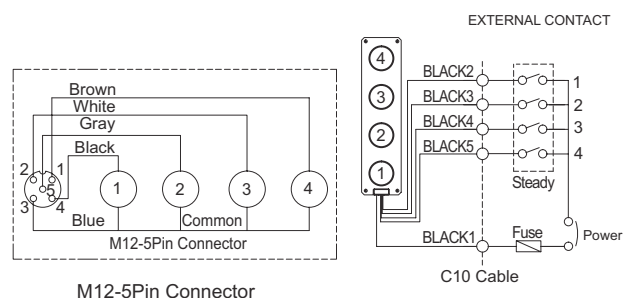 EXTERNAL CONTACT
Brown
White
Gray
Black
2 1
5
3 4
1 2 3 4
Blue Common
M12-5Pin Connector
M12-5Pin Connector
4
3
2
1
BLACK2 1
BLACK3 2
BLACK4 3
BLACK5 4
Steady
BLACK1 Fuse Power
C10 Cable